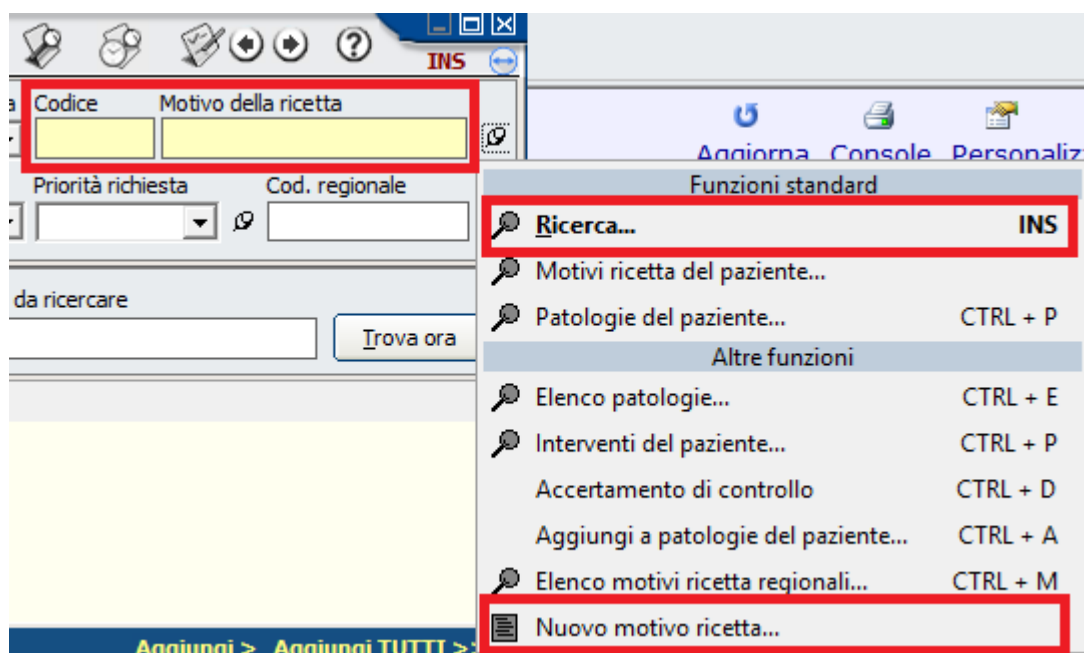 INS
a Codice Motivo della ricetta
Aggiorna Console Personaliz
Priorità richiesta Cod. regionale
Funzioni standard
Ricerca... INS
Motivi ricetta del paziente...
da ricercare
Trova ora
Patologie del paziente... CTRL + P
Altre funzioni
Elenco patologie... CTRL + E
Interventi del paziente... CTRL + P
Accertamento di controllo CTRL + D
Aggiungi a patologie del paziente... CTRL + A
Elenco motivi ricetta regionali... CTRL + M
Nuovo motivo ricetta...
Aggiungi > Aggiungi TUTTI >>